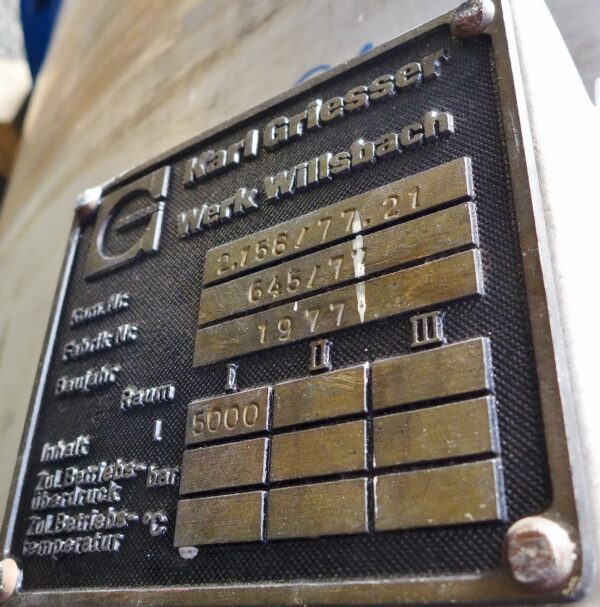 Karl Griesser
Werk Willsbach
Kom.Nr. 2.758/77.21
Fabrik Nr. 645/77
Baujahr 1977
Raum I II III
Inhalt l 5000
Zul. Betriebs-
überdruck bar
Zul. Betriebs-
temperatur °C